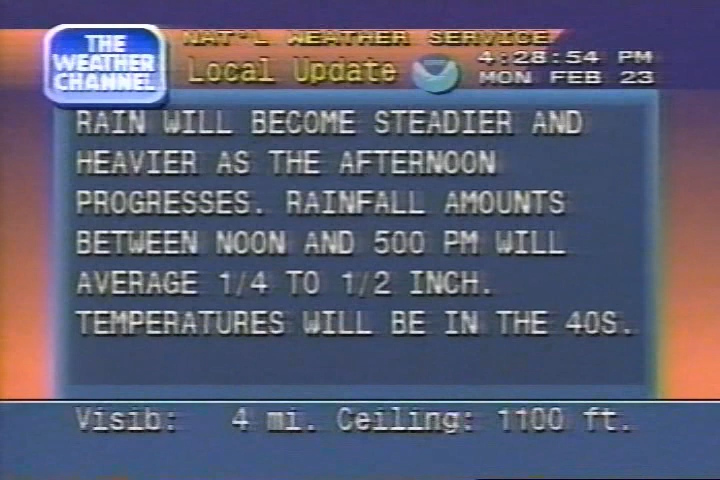 THE
WEATHER
CHANNEL
NAT'L WEATHER SERVICE
Local Update
4:28:54 PM
MON FEB 23
RAIN WILL BECOME STEADIER AND
HEAVIER AS THE AFTERNOON
PROGRESSES. RAINFALL AMOUNTS
BETWEEN NOON AND 500 PM WILL
AVERAGE 1/4 TO 1/2 INCH.
TEMPERATURES WILL BE IN THE 40S.
Visib: 4 mi. Ceiling: 1100 ft.